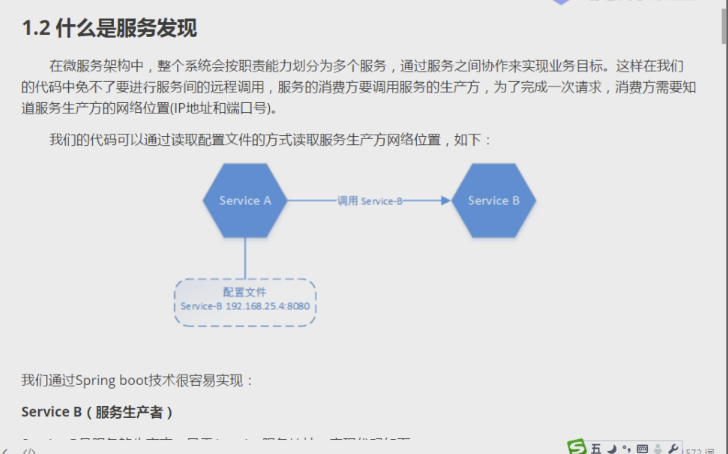 1.2 什么是服务发现
在微服务架构中，整个系统会按职责能力划分为多个服务，通过服务之间协作来实现业务目标。这样在我们
的代码中免不了要进行服务间的远程调用，服务的消费方要调用服务的生产方，为了完成一次请求，消费方需要知
道服务生产方的网络位置(IP地址和端口号)。
我们的代码可以通过读取配置文件的方式读取服务生产方网络位置，如下：
Service A
调用 Service-B
Service B
配置文件
Service-B 192.168.25.4:8080
我们通过Spring boot技术很容易实现：
Service B（服务生产者）
五